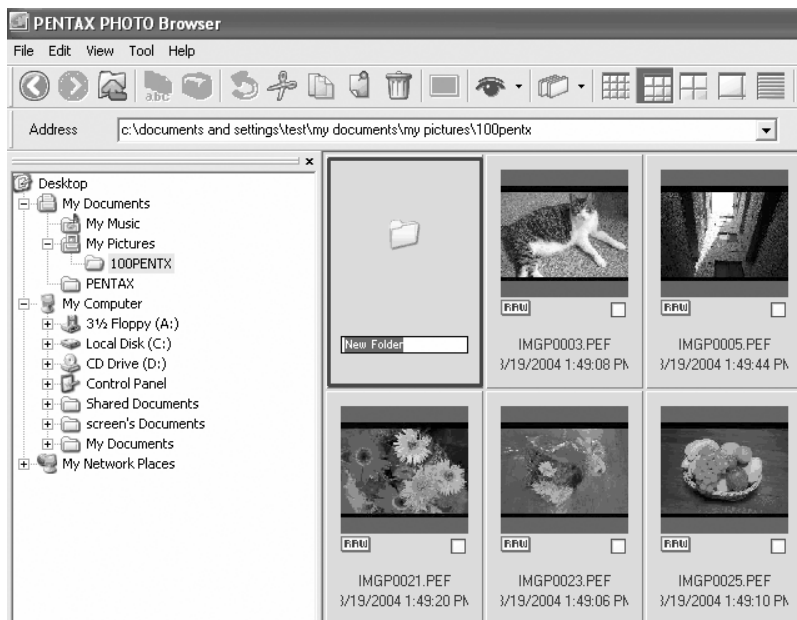 PENTAX PHOTO Browser
File Edit View Tool Help
abc
Address c:\documents and settings\test\my documents\my pictures\100pentx
Desktop
My Documents
My Music
My Pictures
100PENTX
PENTAX
My Computer
3½ Floppy (A:)
Local Disk (C:)
CD Drive (D:)
Control Panel
Shared Documents
screen's Documents
My Documents
My Network Places
New Folder
RAW
IMGP0003.PEF
3/19/2004 1:49:08 PM
RAW
IMGP0005.PEF
3/19/2004 1:49:44 PM
RAW
IMGP0021.PEF
3/19/2004 1:49:20 PM
RAW
IMGP0023.PEF
3/19/2004 1:49:06 PM
RAW
IMGP0025.PEF
3/19/2004 1:49:10 PM